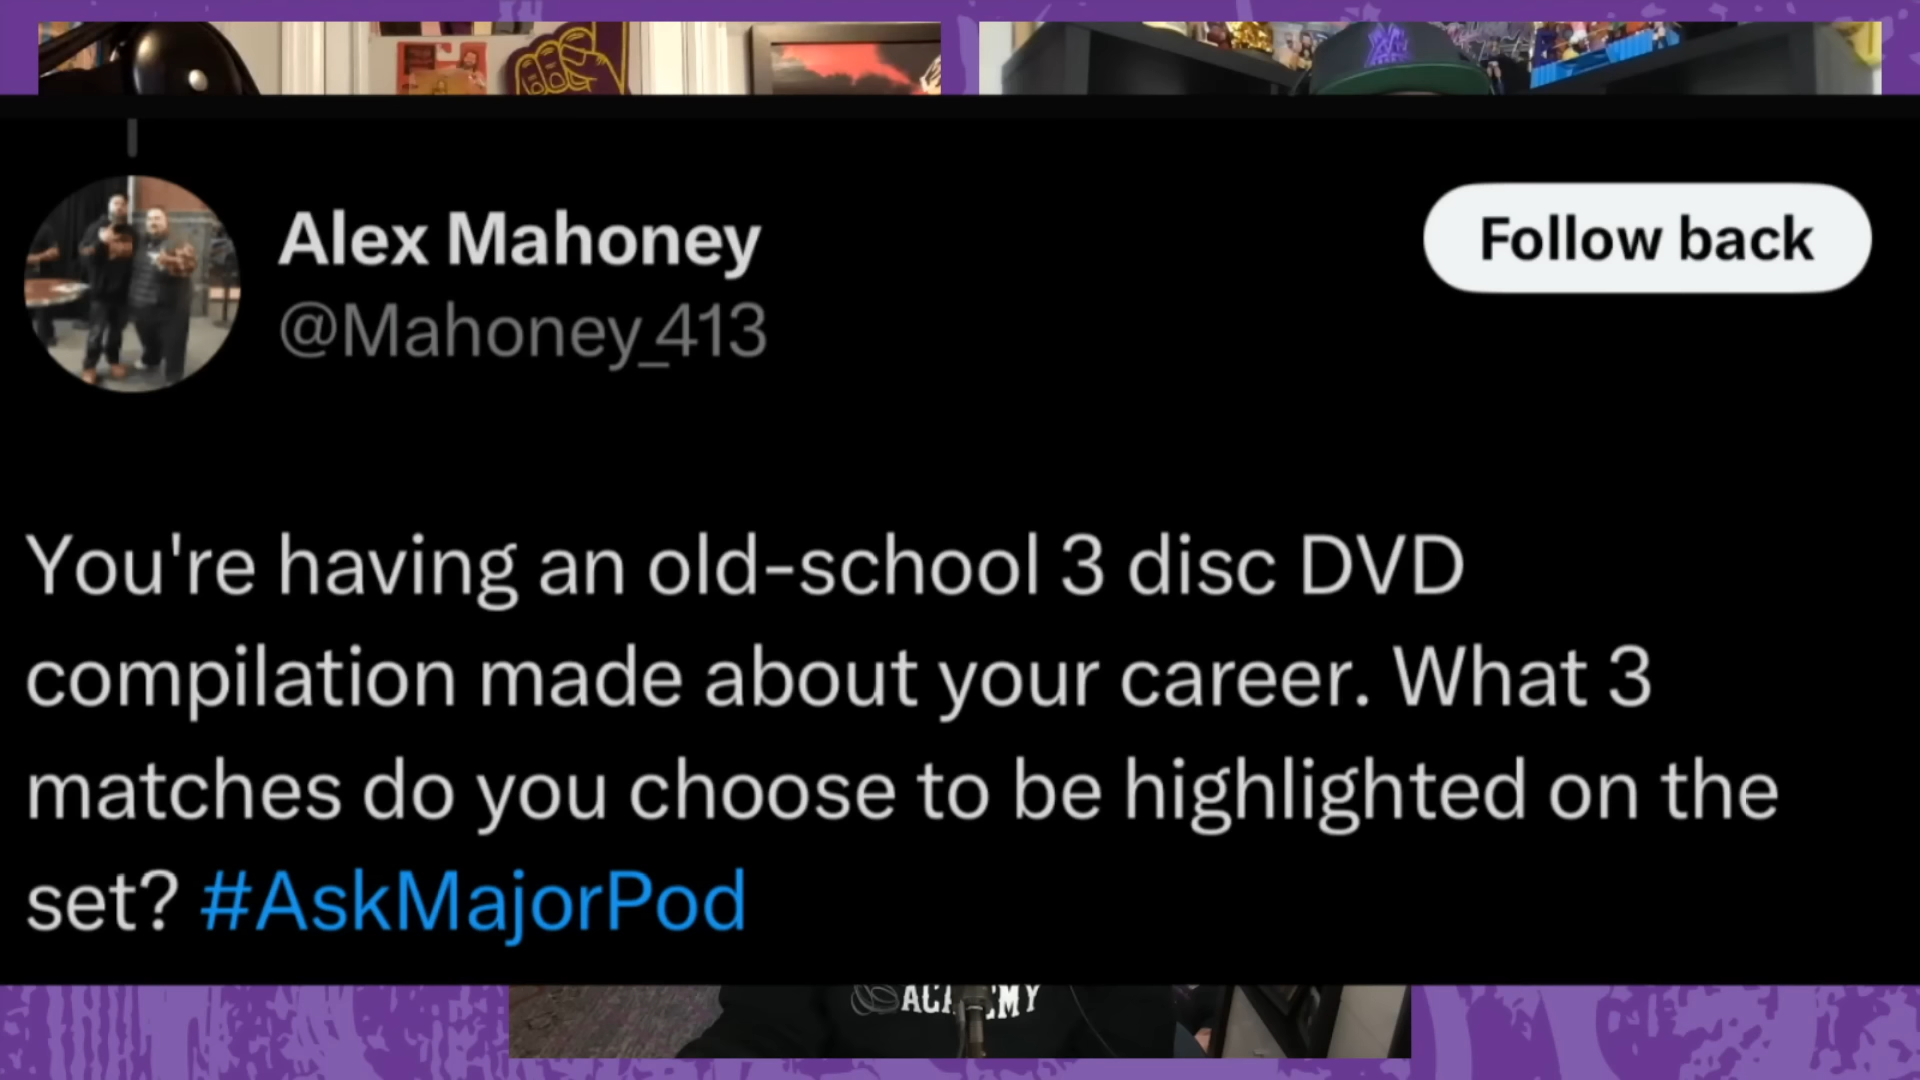 Alex Mahoney
@Mahoney_413
Follow back
You're having an old-school 3 disc DVD
compilation made about your career. What 3
matches do you choose to be highlighted on the
set? #AskMajorPod